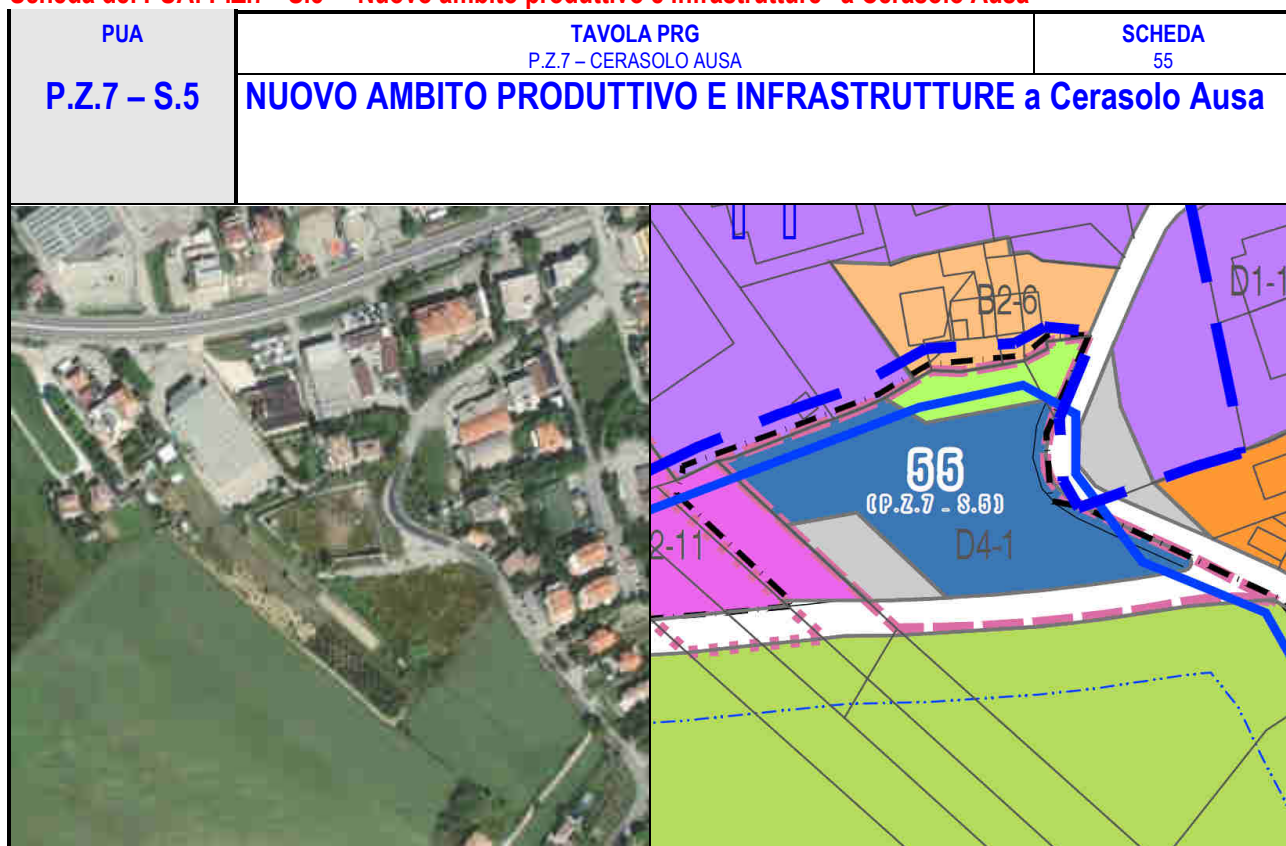 PUA
TAVOLA PRG
SCHEDA
P.Z.7 – CERASOLO AUSA
55
P.Z.7 – S.5
NUOVO AMBITO PRODUTTIVO E INFRASTRUTTURE a Cerasolo Ausa
B2-6
D1-1
55
(P.Z.7 - S.5)
2-11
D4-1